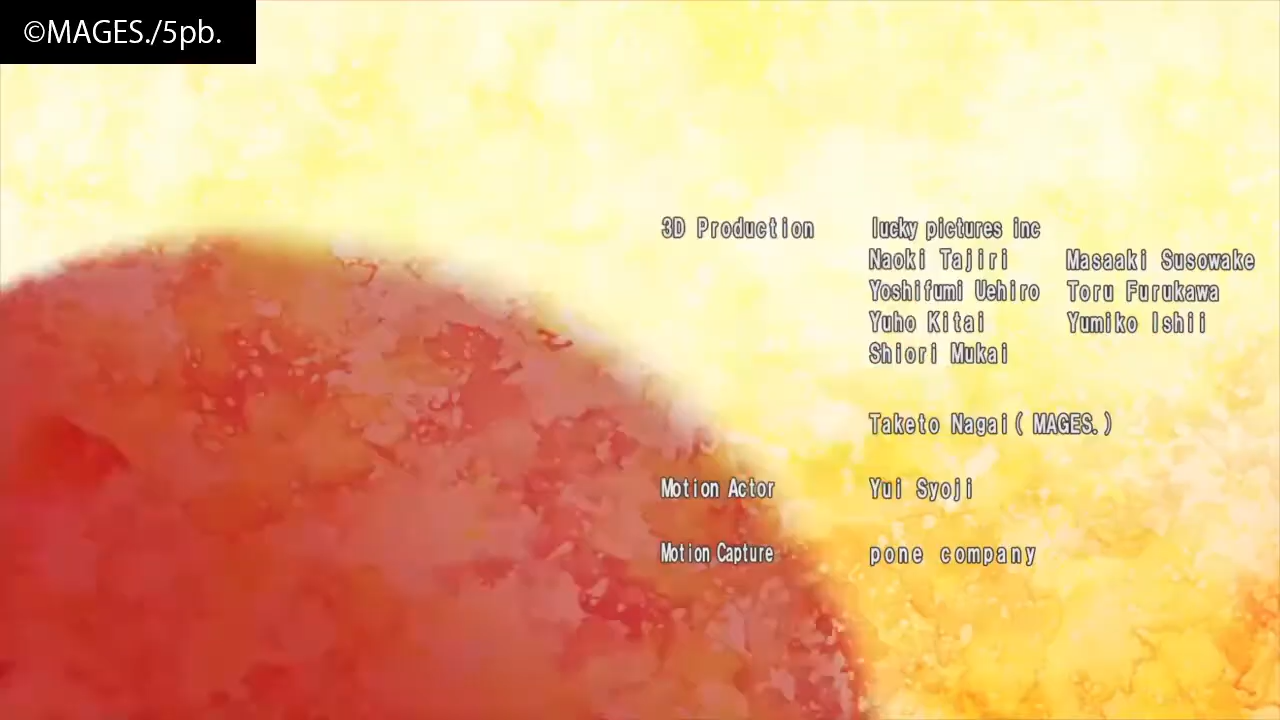 ©MAGES./5pb.
3D Production lucky pictures inc
Naoki Tajiri Masaaki Susowake
Yoshifumi Uehiro Toru Furukawa
Yuho Kitai Yumiko Ishii
Shiori Mukai
Taketo Nagai( MAGES.)
Motion Actor Yui Syoji
Motion Capture pone company